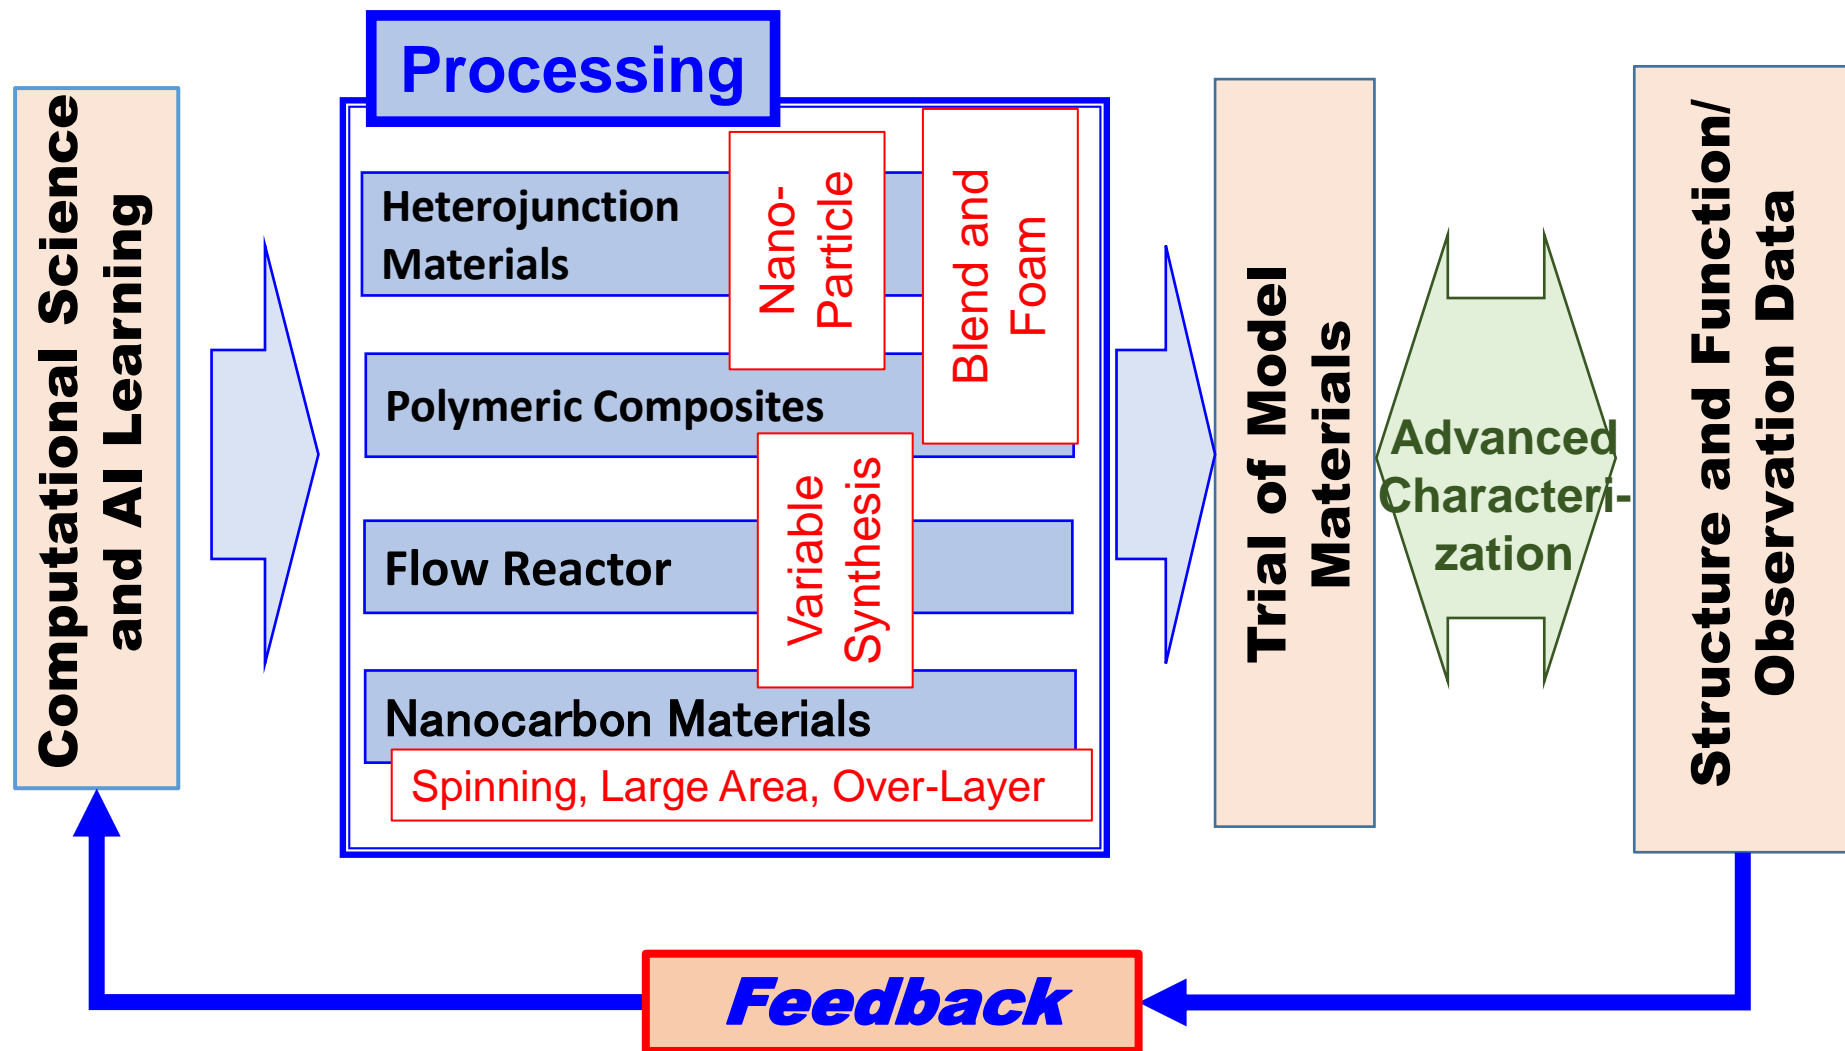 Processing
Computational Science
and AI Learning
Heterojunction
Materials
Nano-
Particle
Blend and
Foam
Polymeric Composites
Variable
Synthesis
Flow Reactor
Nanocarbon Materials
Spinning, Large Area, Over-Layer
Trial of Model
Materials
Advanced
Characteri-
zation
Structure and Function/
Observation Data
Feedback